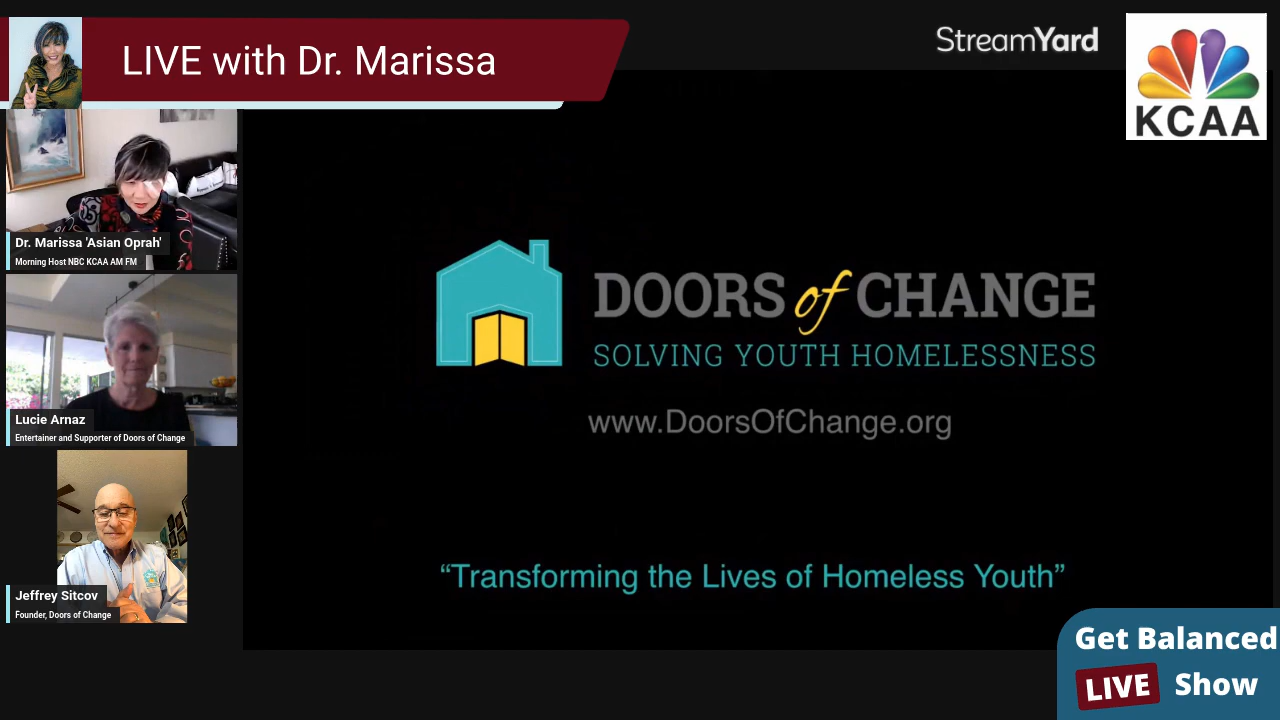 LIVE with Dr. Marissa
StreamYard
KCAA
Dr. Marissa 'Asian Oprah'
Morning Host NBC KCAA AM FM
Lucie Arnaz
Entertainer and Supporter of Doors of Change
Jeffrey Sitcov
Founder, Doors of Change
DOORS of CHANGE
SOLVING YOUTH HOMELESSNESS
www.DoorsOfChange.org
“Transforming the Lives of Homeless Youth”
Get Balanced
LIVE Show